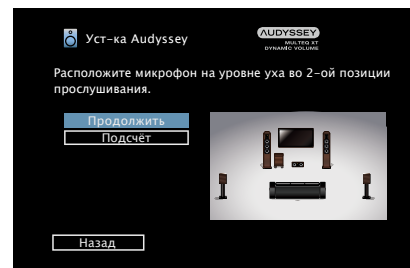 Уст-ка Audyssey
AUDYSSEY
MULTEQ XT
DYNAMIC VOLUME
Расположите микрофон на уровне уха во 2-ой позиции
прослушивания.
Продолжить
Подсчёт
Назад